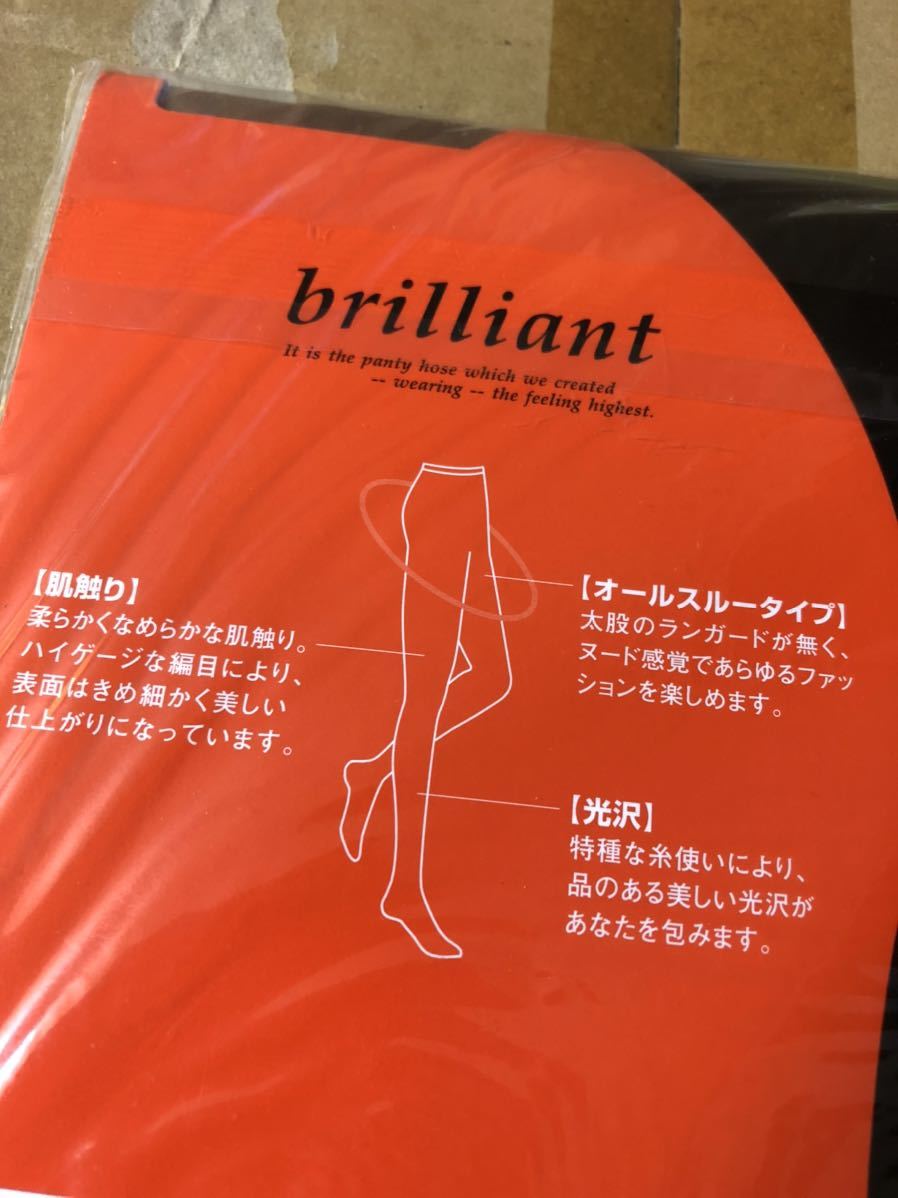 brilliant
It is the panty hose which we created
-- wearing -- the feeling highest.
【肌触り】
柔らかくなめらかな肌触り。
ハイゲージな編目により、
表面はきめ細かく美しい
仕上がりになっています。
【オールスルータイプ】
太股のランガードが無く、
ヌード感覚であらゆるファッ
ションを楽しめます。
【光沢】
特種な糸使いにより、
品のある美しい光沢が
あなたを包みます。